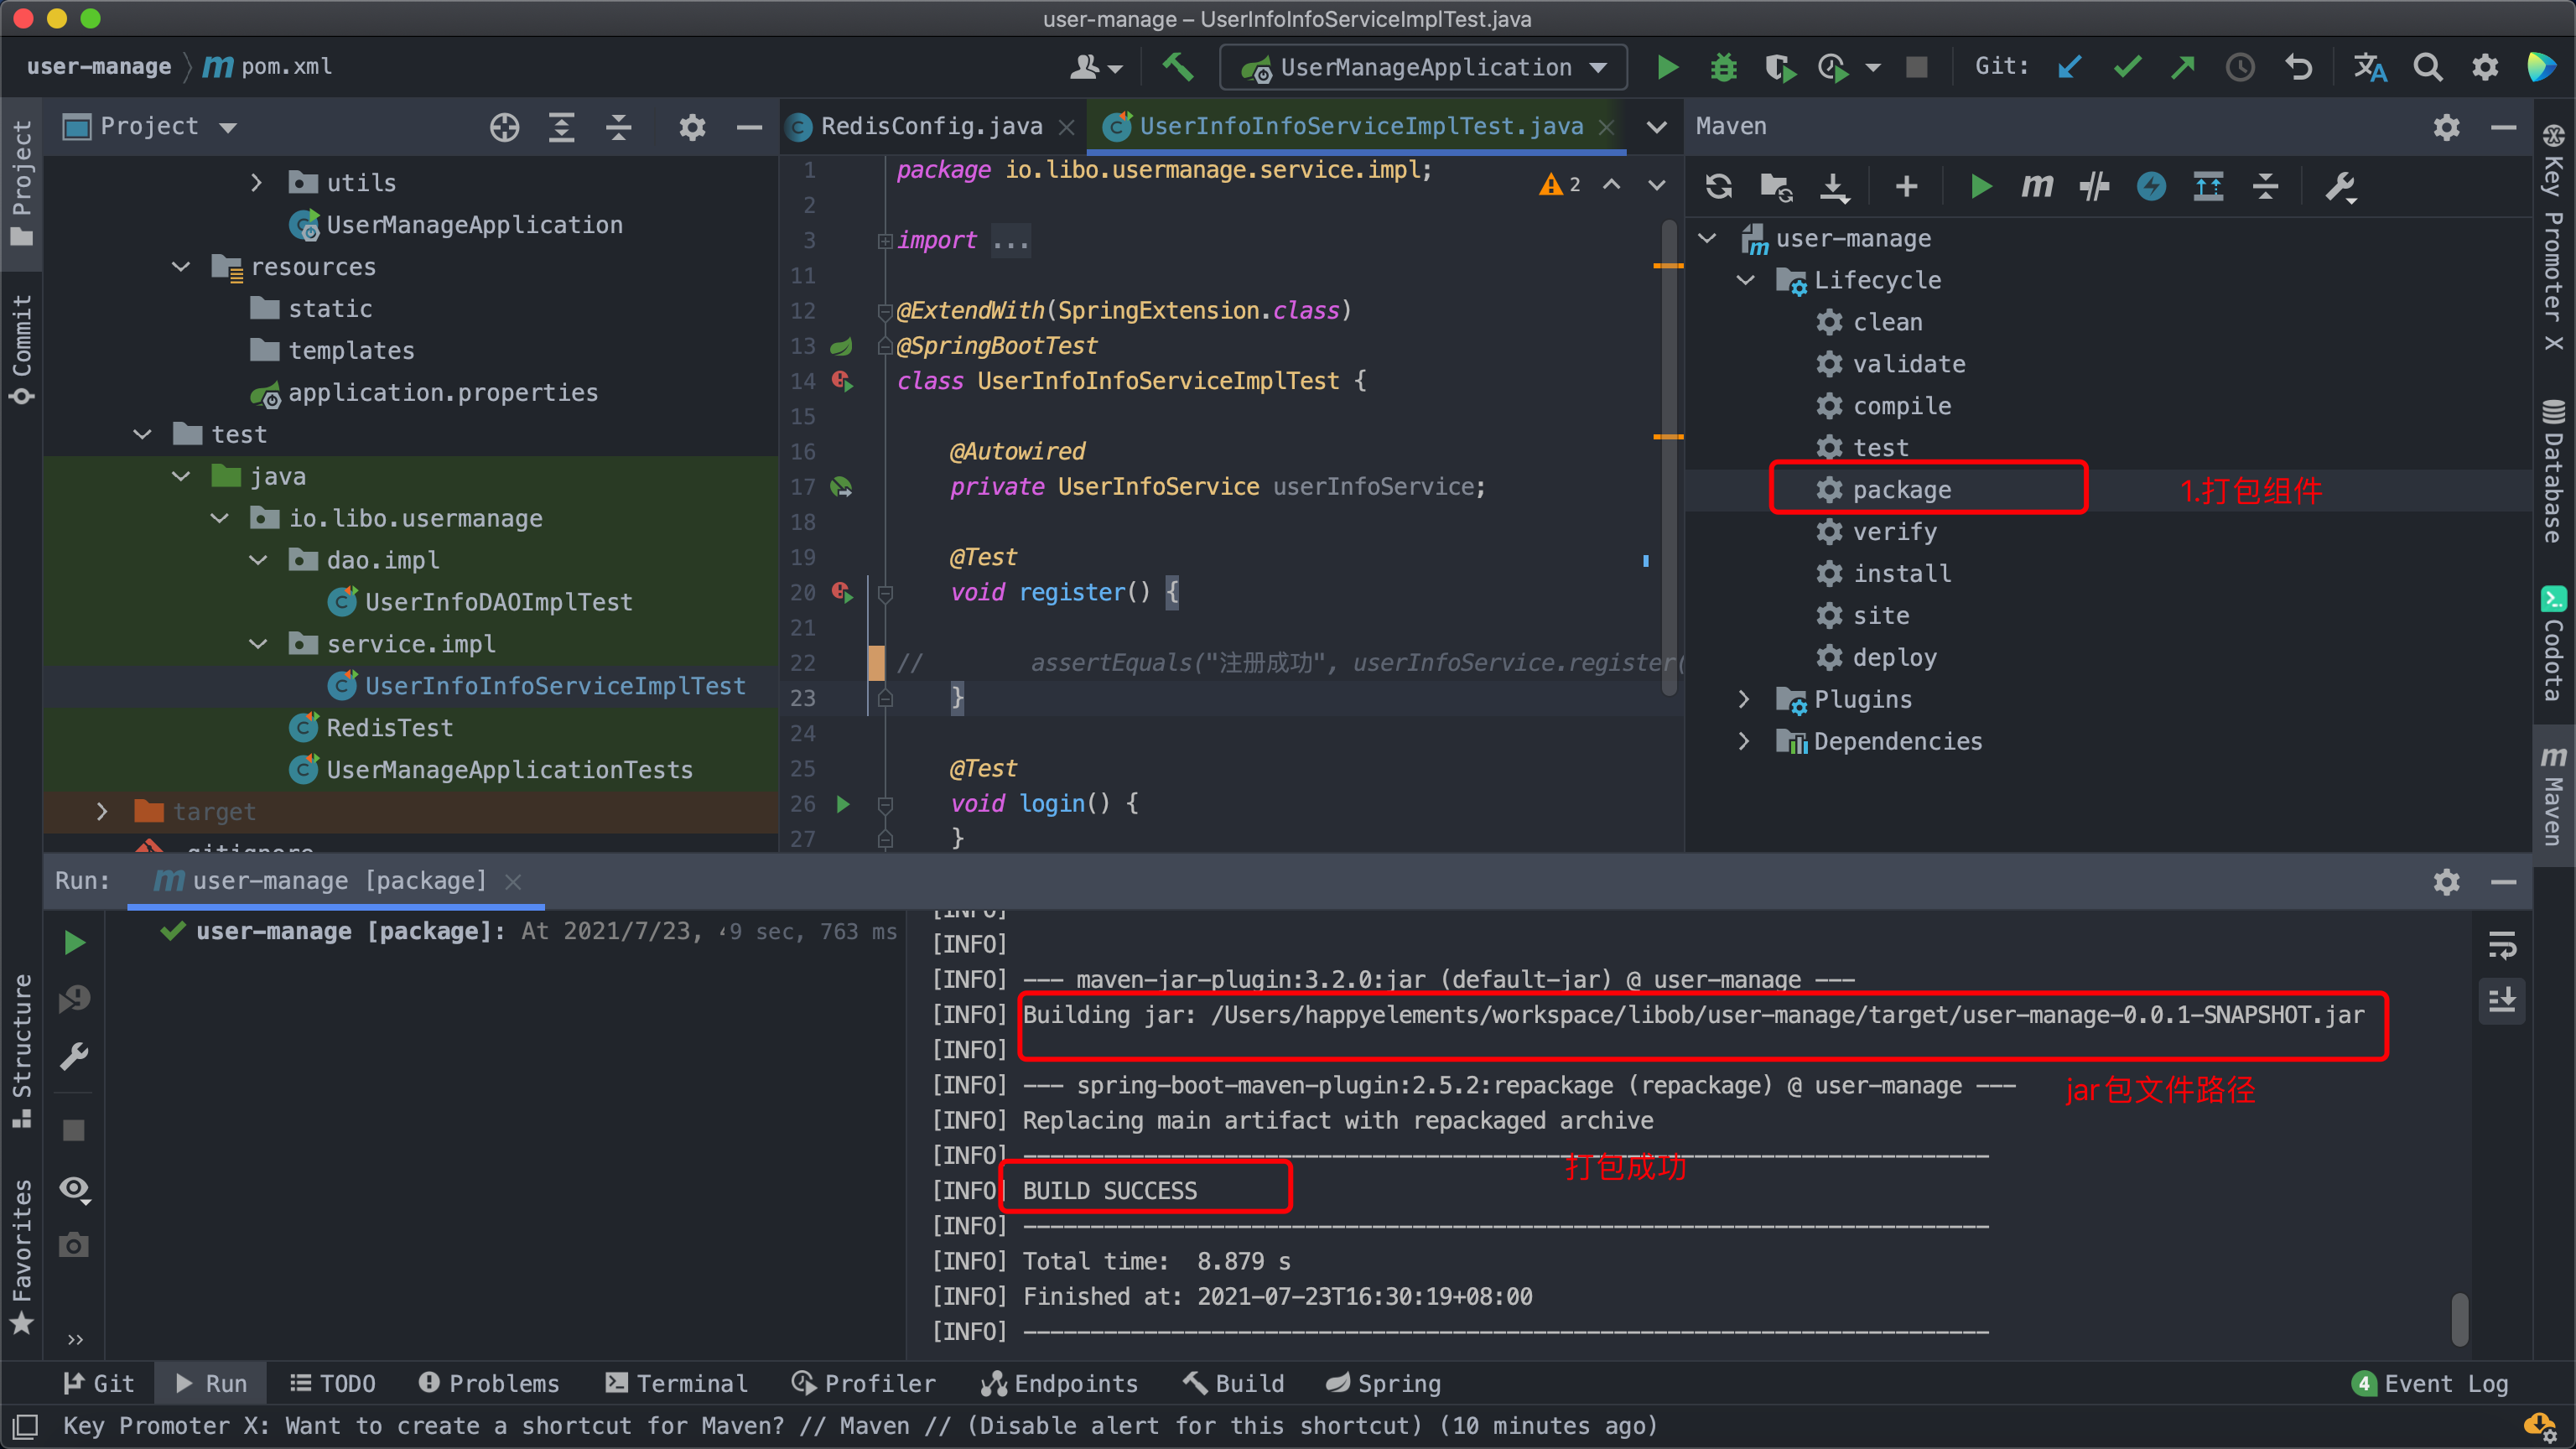 user-manage – UserInfoInfoServiceImplTest.java
user-manage
pom.xml
UserManageApplication
Git:
Project
Commit
Structure
Favorites
Project
utils
UserManageApplication
resources
static
templates
application.properties
test
java
io.libo.usermanage
dao.impl
UserInfoDAOImplTest
service.impl
UserInfoInfoServiceImplTest
RedisTest
UserManageApplicationTests
target
.gitignore
RedisConfig.java
UserInfoInfoServiceImplTest.java
2
1 package io.libo.usermanage.service.impl;
2
3 import ...
11
12 @ExtendWith(SpringExtension.class)
13 @SpringBootTest
14 class UserInfoInfoServiceImplTest {
15
16 @Autowired
17 private UserInfoService userInfoService;
18
19 @Test
20 void register() {
21
22 // assertEquals("注册成功", userInfoService.register(
23 }
24
25 @Test
26 void login() {
27 }
Maven
user-manage
Lifecycle
clean
validate
compile
test
package
1.打包组件
verify
install
site
deploy
Plugins
Dependencies
Key Promoter X
Database
Codota
Maven
Run:
user-manage [package]
user-manage [package]: At 2021/7/23, 9 sec, 763 ms
[INFO]
[INFO]
[INFO] --- maven-jar-plugin:3.2.0:jar (default-jar) @ user-manage ---
[INFO] Building jar: /Users/happyelements/workspace/libob/user-manage/target/user-manage-0.0.1-SNAPSHOT.jar
[INFO]
[INFO] --- spring-boot-maven-plugin:2.5.2:repackage (repackage) @ user-manage ---
jar包文件路径
[INFO] Replacing main artifact with repackaged archive
[INFO] ------------------------------------------------------------------------
打包成功
[INFO] BUILD SUCCESS
[INFO] ------------------------------------------------------------------------
[INFO] Total time:  8.879 s
[INFO] Finished at: 2021-07-23T16:30:19+08:00
[INFO] ------------------------------------------------------------------------
Git
Run
TODO
Problems
Terminal
Profiler
Endpoints
Build
Spring
4 Event Log
Key Promoter X: Want to create a shortcut for Maven? // Maven // (Disable alert for this shortcut) (10 minutes ago)